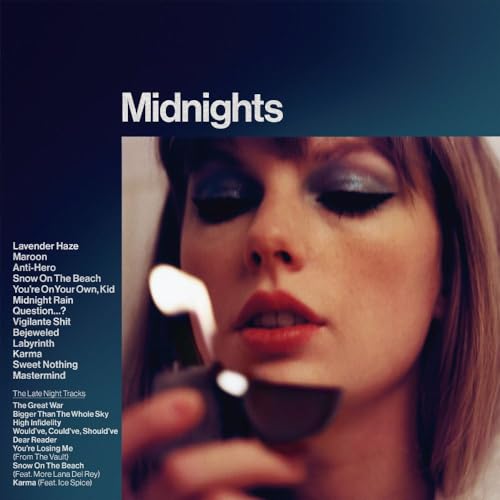 Midnights
Lavender Haze
Maroon
Anti-Hero
Snow On The Beach
You're On Your Own, Kid
Midnight Rain
Question...?
Vigilante Shit
Bejeweled
Labyrinth
Karma
Sweet Nothing
Mastermind
The Late Night Tracks
The Great War
Bigger Than The Whole Sky
High Infidelity
Would've, Could've, Should've
Dear Reader
You're Losing Me
(From The Vault)
Snow On The Beach
(Feat. More Lana Del Rey)
Karma (Feat. Ice Spice)